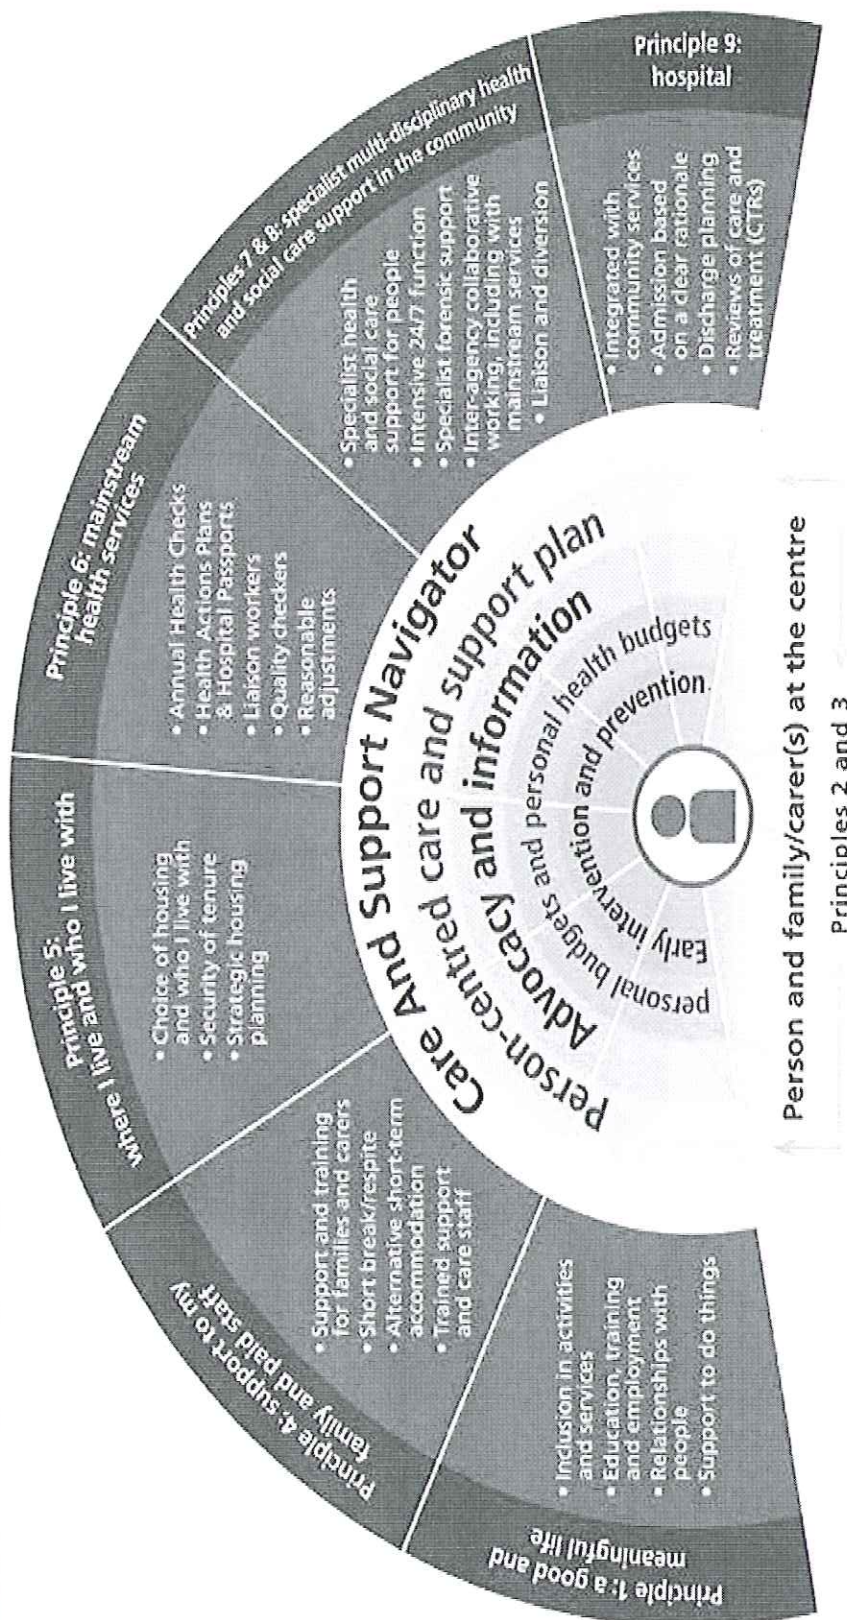 Principle 1: a good and
meaningful life
• Inclusion in activities
and services
• Education, training
and employment
• Relationships with
people
• Support to do things
Principle 4: support to my
family and paid staff
• Support and training
for families and carers
• Short break/respite
• Alternative short-term
accommodation
• Trained support
and care staff
Principle 5:
where I live and who I live with
• Choice of housing
and who I live with
• Security of tenure
• Strategic housing
planning
Principle 6: mainstream
health services
• Annual Health Checks
• Health Actions Plans
& Hospital Passports
• Liaison workers
• Quality checkers
• Reasonable
adjustments
Principles 7 & 8: specialist multi-disciplinary health
and social care support in the community
• Specialist health
and social care
support for people
• Intensive 24/7 function
• Specialist forensic support
• Inter-agency collaborative
working, including with
mainstream services
• Liaison and diversion
Principle 9:
hospital
• Integrated with
community services
• Admission based
on a clear rationale
• Discharge planning
• Reviews of care and
treatment (CTRs)
Care And Support Navigator
Person-centred care and support plan
Advocacy and information
personal budgets and personal health budgets
Early intervention and prevention.
Person and family/carer(s) at the centre
Principles 2 and 3